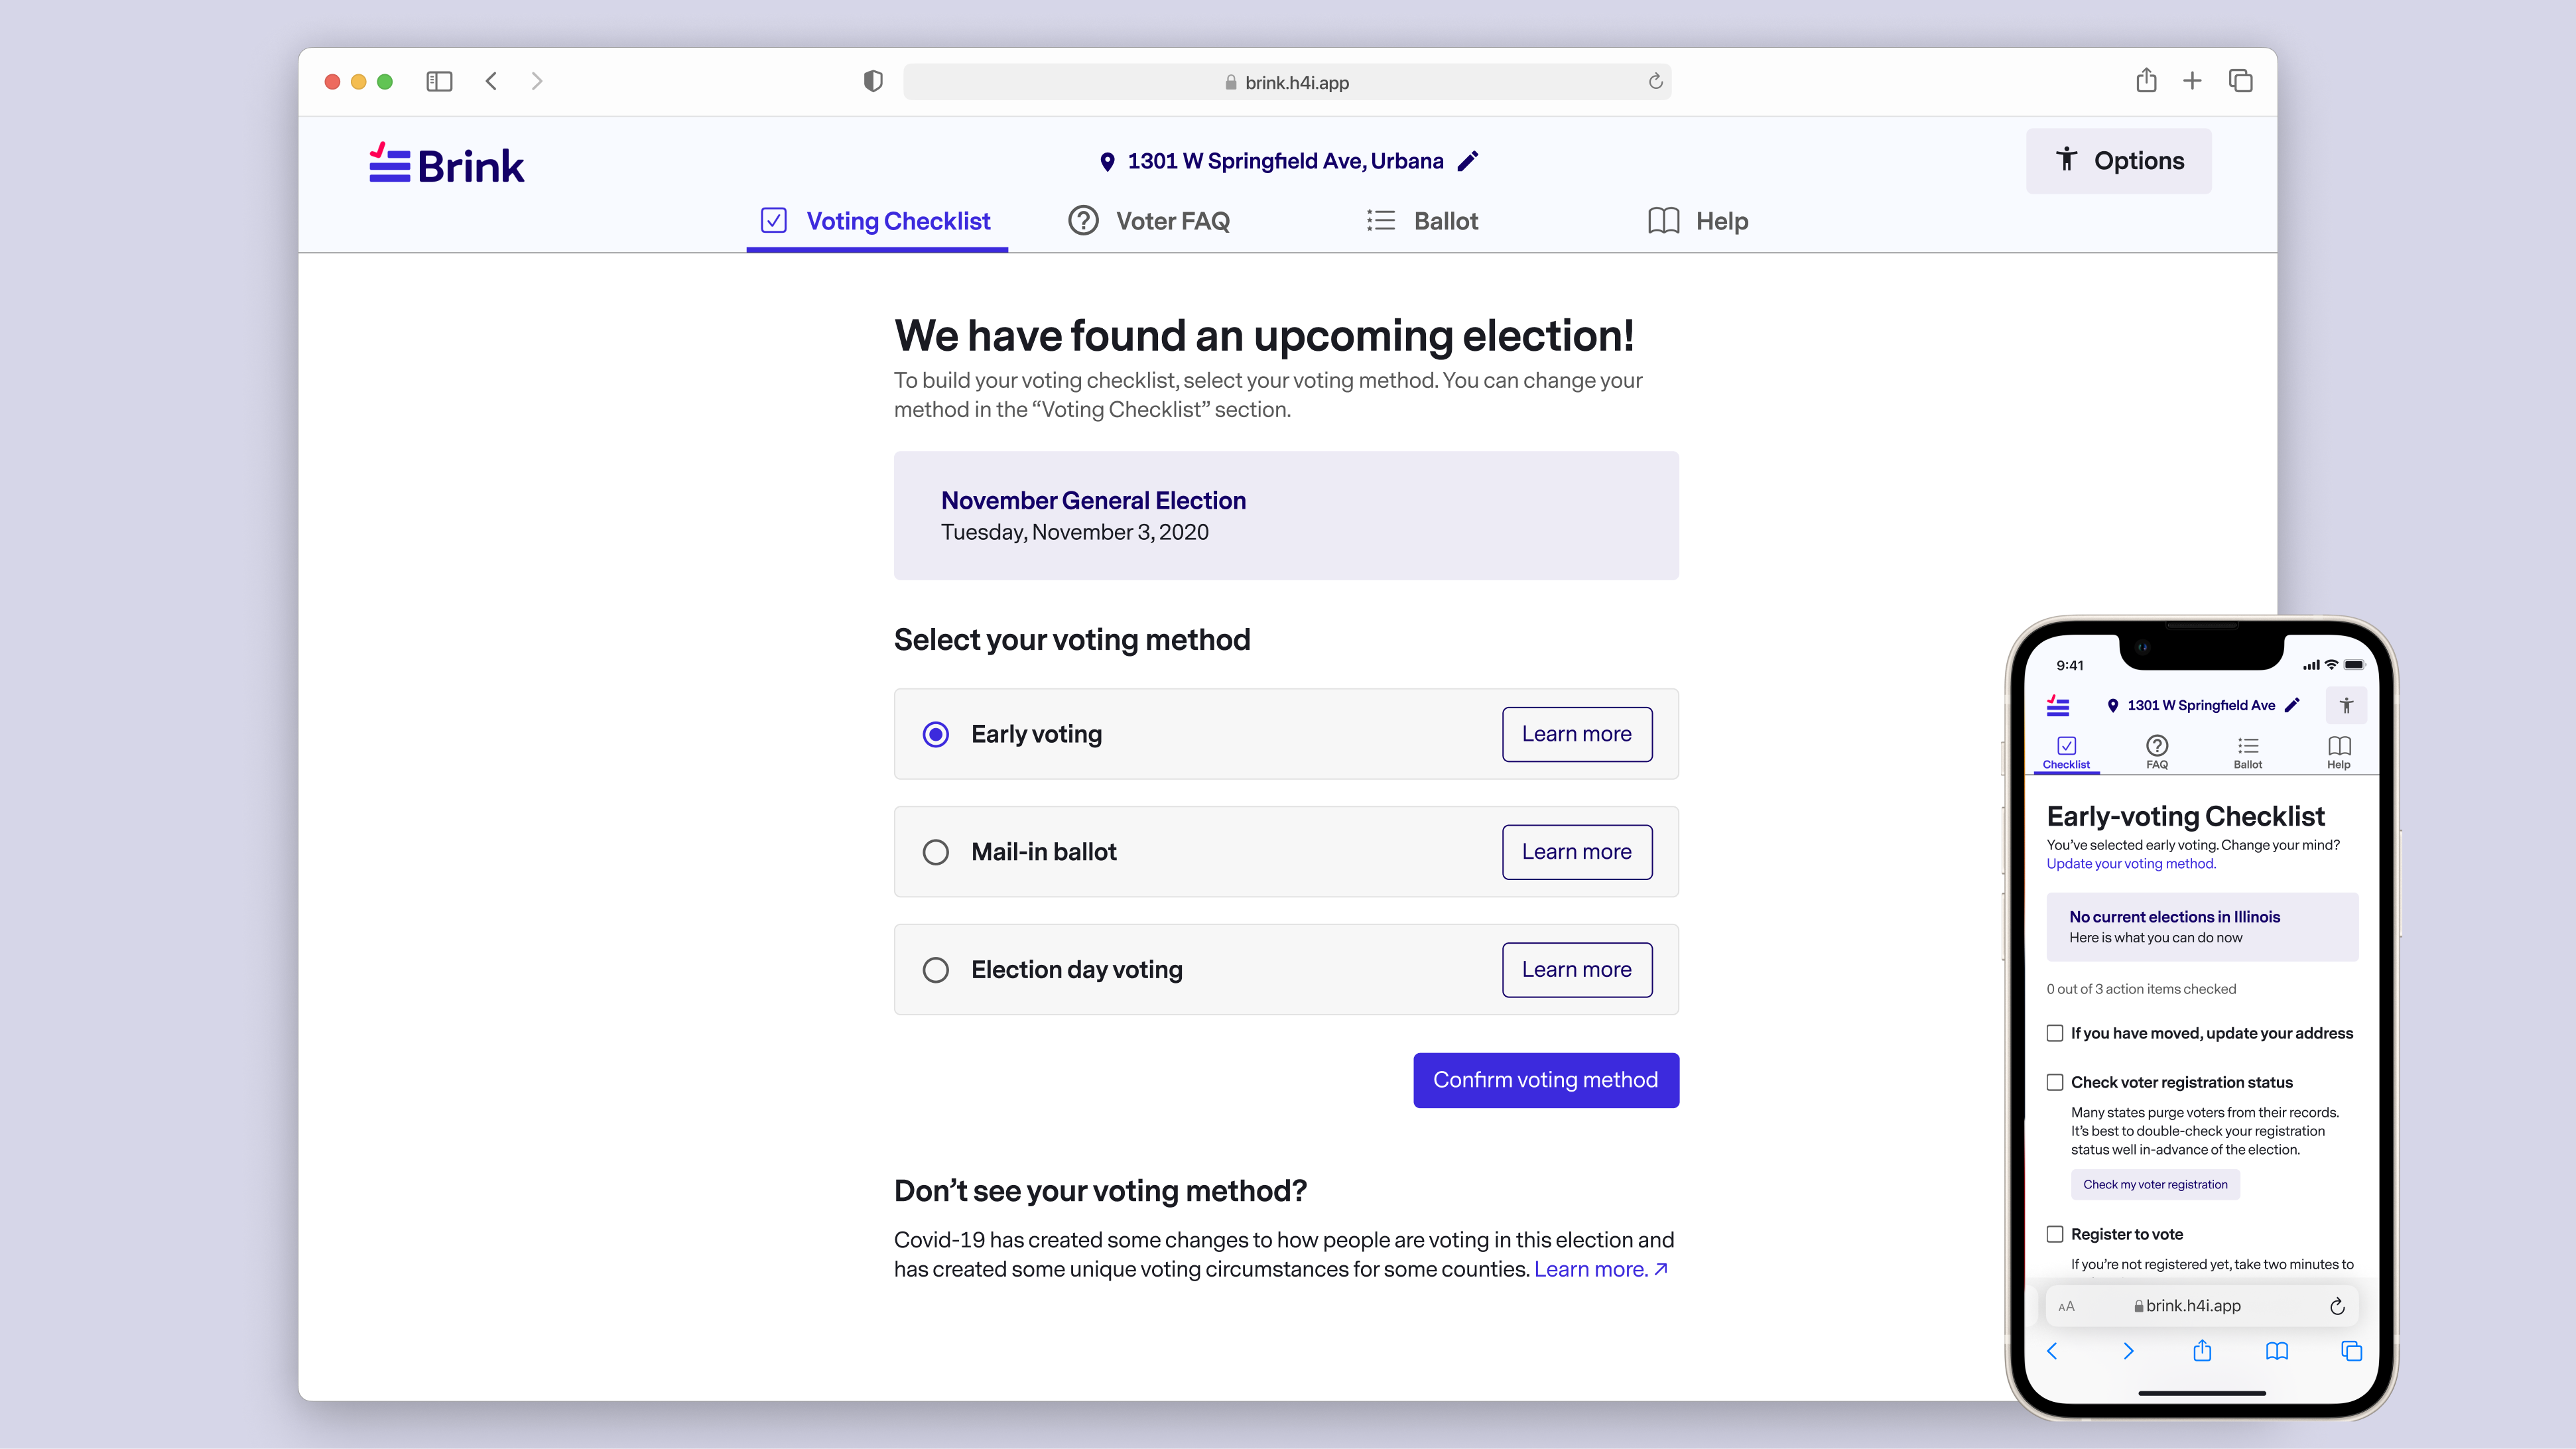 brink.h4i.app
Brink
1301 W Springfield Ave, Urbana
Options
Voting Checklist
Voter FAQ
Ballot
Help
We have found an upcoming election!
To build your voting checklist, select your voting method. You can change your
method in the “Voting Checklist” section.
November General Election
Tuesday, November 3, 2020
Select your voting method
Early voting
Learn more
Mail-in ballot
Learn more
Election day voting
Learn more
Confirm voting method
Don’t see your voting method?
Covid-19 has created some changes to how people are voting in this election and
has created some unique voting circumstances for some counties. Learn more.
9:41
1301 W Springfield Ave
Checklist
FAQ
Ballot
Help
Early-voting Checklist
You’ve selected early voting. Change your mind?
Update your voting method.
No current elections in Illinois
Here is what you can do now
0 out of 3 action items checked
If you have moved, update your address
Check voter registration status
Many states purge voters from their records.
It’s best to double-check your registration
status well in-advance of the election.
Check my voter registration
Register to vote
If you’re not registered yet, take two minutes to
AA
brink.h4i.app